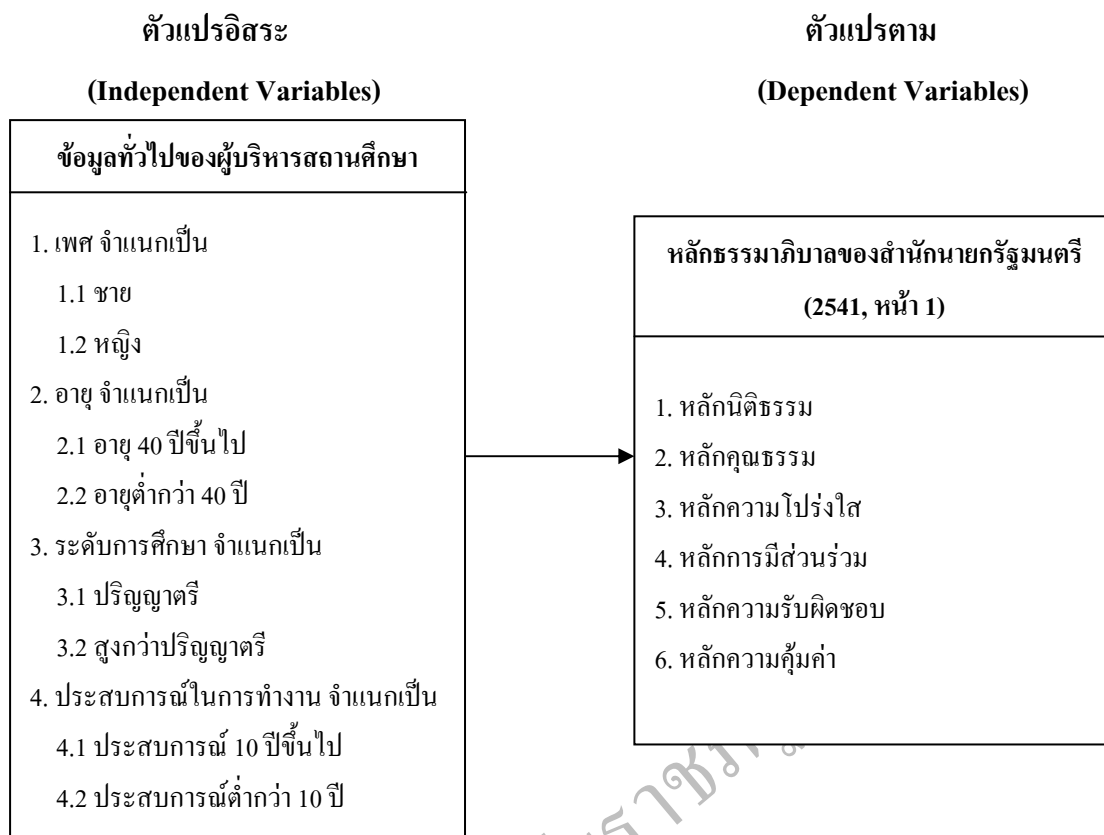 ตัวแปรอิสระ
(Independent Variables)
ข้อมูลทั่วไปของผู้บริหารสถานศึกษา
1. เพศ จำแนกเป็น
1.1 ชาย
1.2 หญิง
2. อายุ จำแนกเป็น
2.1 อายุ 40 ปีขึ้นไป
2.2 อายุต่ำกว่า 40 ปี
3. ระดับการศึกษา จำแนกเป็น
3.1 ปริญญาตรี
3.2 สูงกว่าปริญญาตรี
4. ประสบการณ์ในการทำงาน จำแนกเป็น
4.1 ประสบการณ์ 10 ปีขึ้นไป
4.2 ประสบการณ์ต่ำกว่า 10 ปี
ตัวแปรตาม
(Dependent Variables)
หลักธรรมาภิบาลของสำนักนายกรัฐมนตรี
(2541, หน้า 1)
1. หลักนิติธรรม
2. หลักคุณธรรม
3. หลักความโปร่งใส
4. หลักการมีส่วนร่วม
5. หลักความรับผิดชอบ
6. หลักความคุ้มค่า